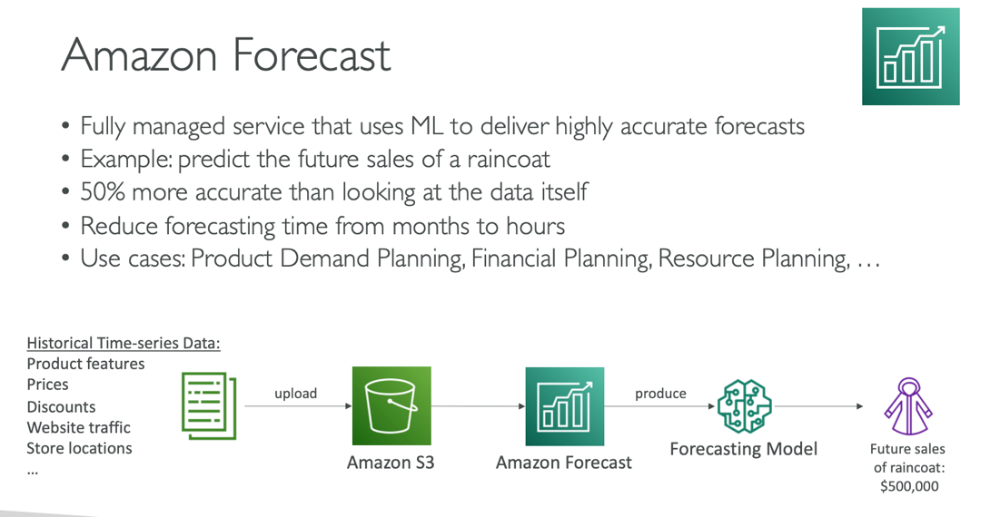 Amazon Forecast
• Fully managed service that uses ML to deliver highly accurate forecasts
• Example: predict the future sales of a raincoat
• 50% more accurate than looking at the data itself
• Reduce forecasting time from months to hours
• Use cases: Product Demand Planning, Financial Planning, Resource Planning, …
Historical Time-series Data:
Product features
Prices
Discounts
Website traffic
Store locations
...
upload
Amazon S3
Amazon Forecast
produce
Forecasting Model
Future sales
of raincoat:
$500,000